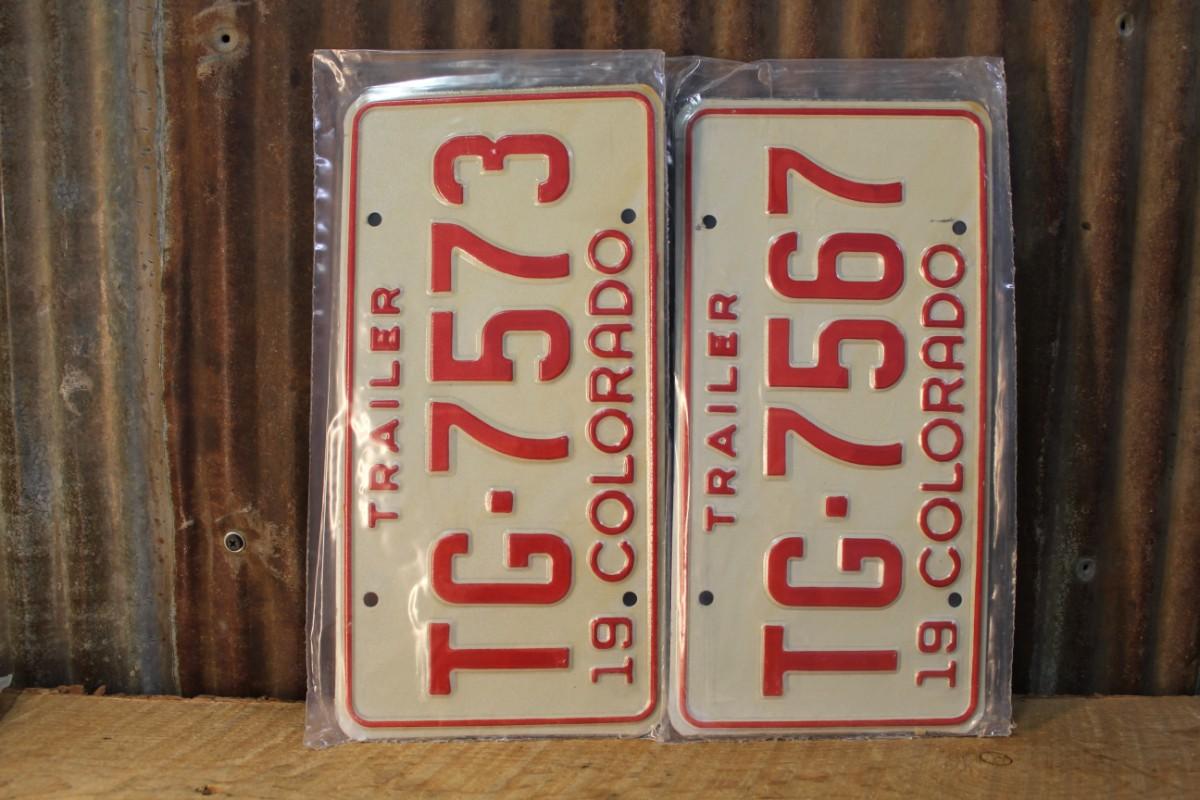 TRAILER
TG·7573
19 COLORADO
TRAILER
TG·7567
19 COLORADO